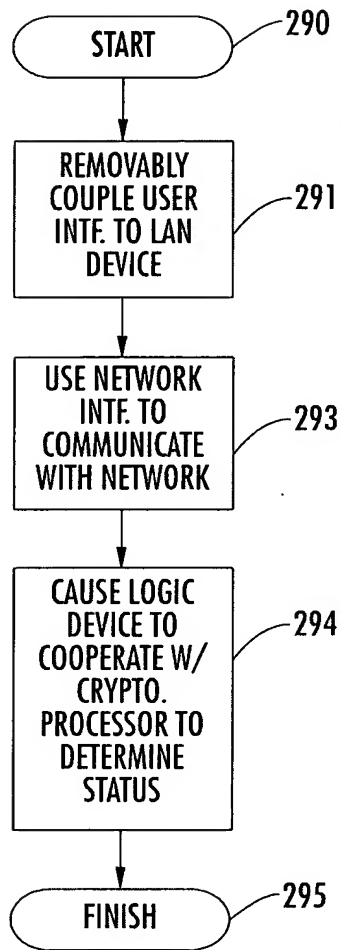 START
290
REMOVABLY
COUPLE USER
INTF. TO LAN
DEVICE
291
USE NETWORK
INTF. TO
COMMUNICATE
WITH NETWORK
293
CAUSE LOGIC
DEVICE TO
COOPERATE W/
CRYPTO.
PROCESSOR TO
DETERMINE
STATUS
294
FINISH
295